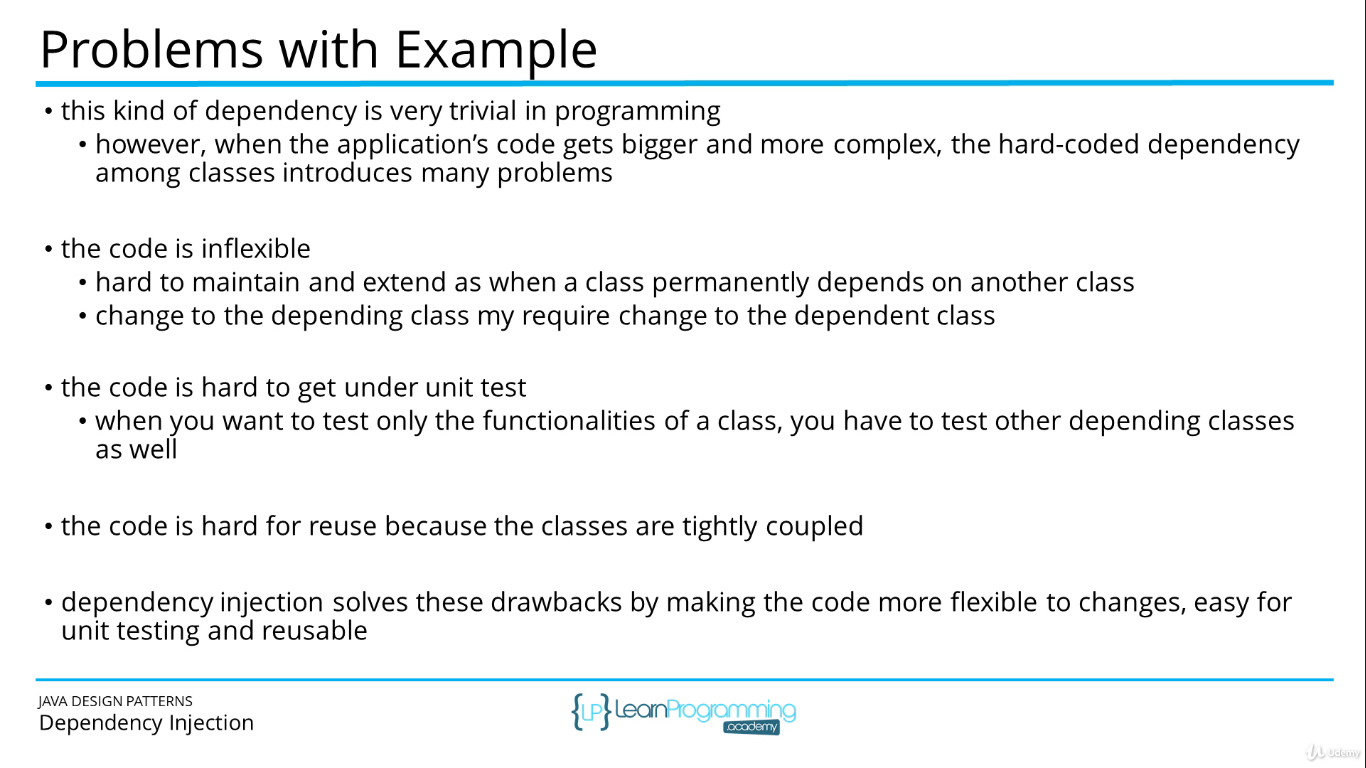 Problems with Example
• this kind of dependency is very trivial in programming
• however, when the application's code gets bigger and more complex, the hard-coded dependency
among classes introduces many problems
• the code is inflexible
• hard to maintain and extend as when a class permanently depends on another class
• change to the depending class my require change to the dependent class
• the code is hard to get under unit test
• when you want to test only the functionalities of a class, you have to test other depending classes
as well
• the code is hard for reuse because the classes are tightly coupled
• dependency injection solves these drawbacks by making the code more flexible to changes, easy for
unit testing and reusable
JAVA DESIGN PATTERNS
Dependency Injection
{LP} LearnProgramming
.academy
Udemy